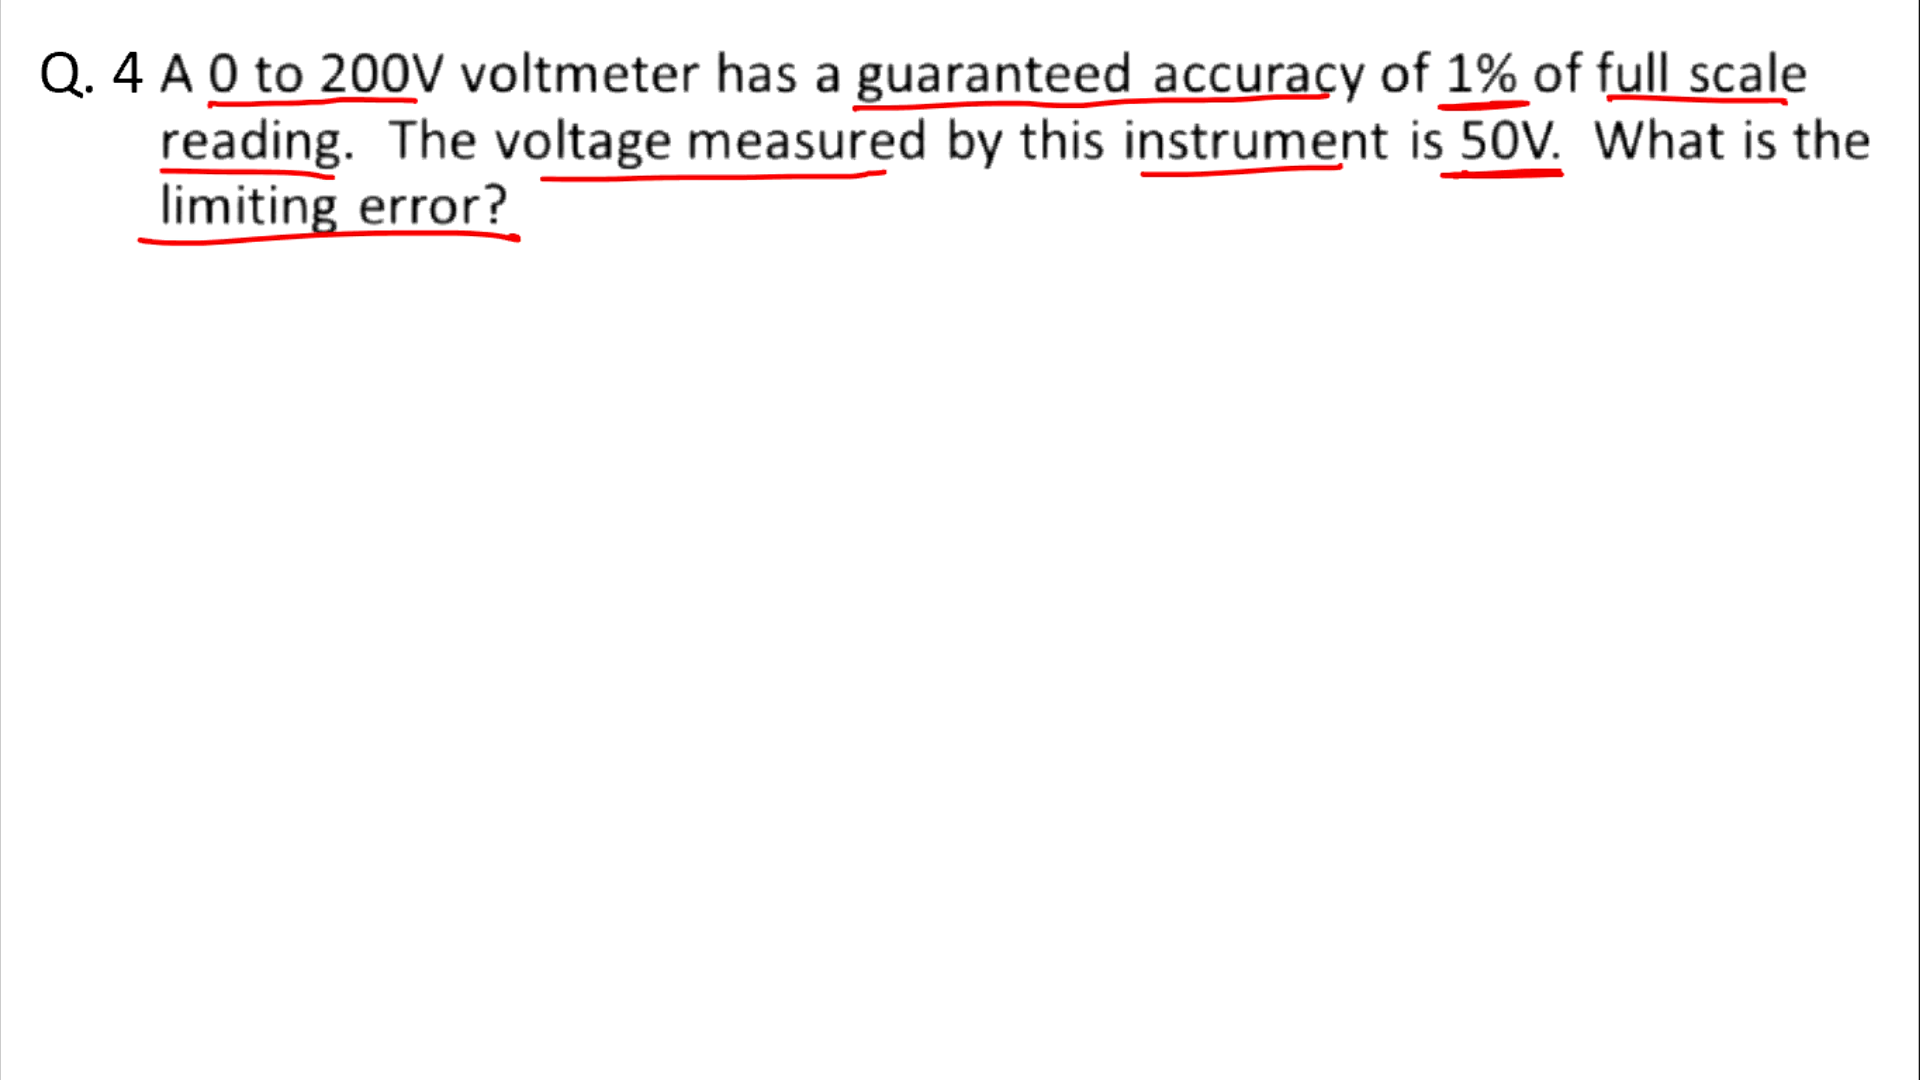 Q. 4 A 0 to 200V voltmeter has a guaranteed accuracy of 1% of full scale
reading. The voltage measured by this instrument is 50V. What is the
limiting error?